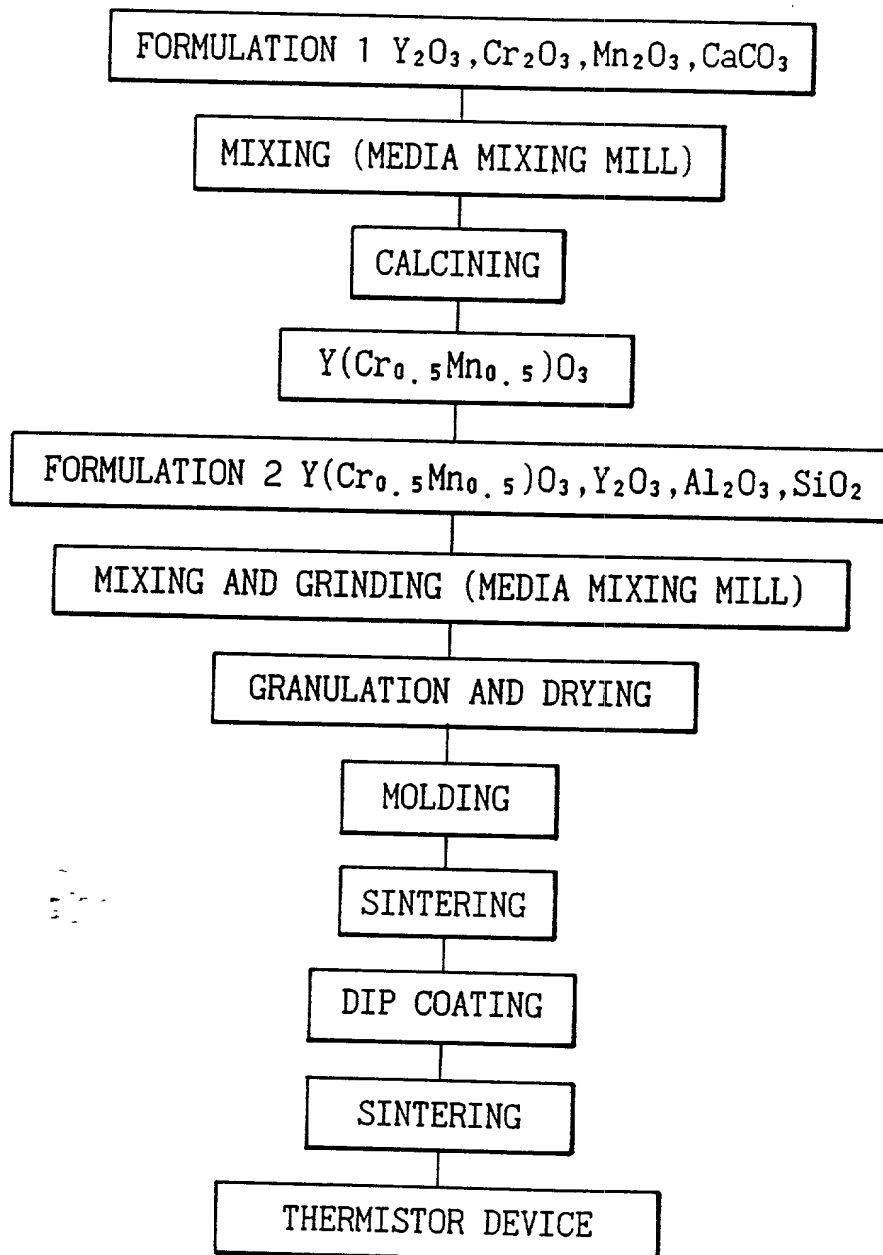 FORMULATION 1 Y₂O₃,Cr₂O₃,Mn₂O₃,CaCO₃
MIXING (MEDIA MIXING MILL)
CALCINING
Y(Cr₀.₅Mn₀.₅)O₃
FORMULATION 2 Y(Cr₀.₅Mn₀.₅)O₃,Y₂O₃,Al₂O₃,SiO₂
MIXING AND GRINDING (MEDIA MIXING MILL)
GRANULATION AND DRYING
MOLDING
SINTERING
DIP COATING
SINTERING
THERMISTOR DEVICE